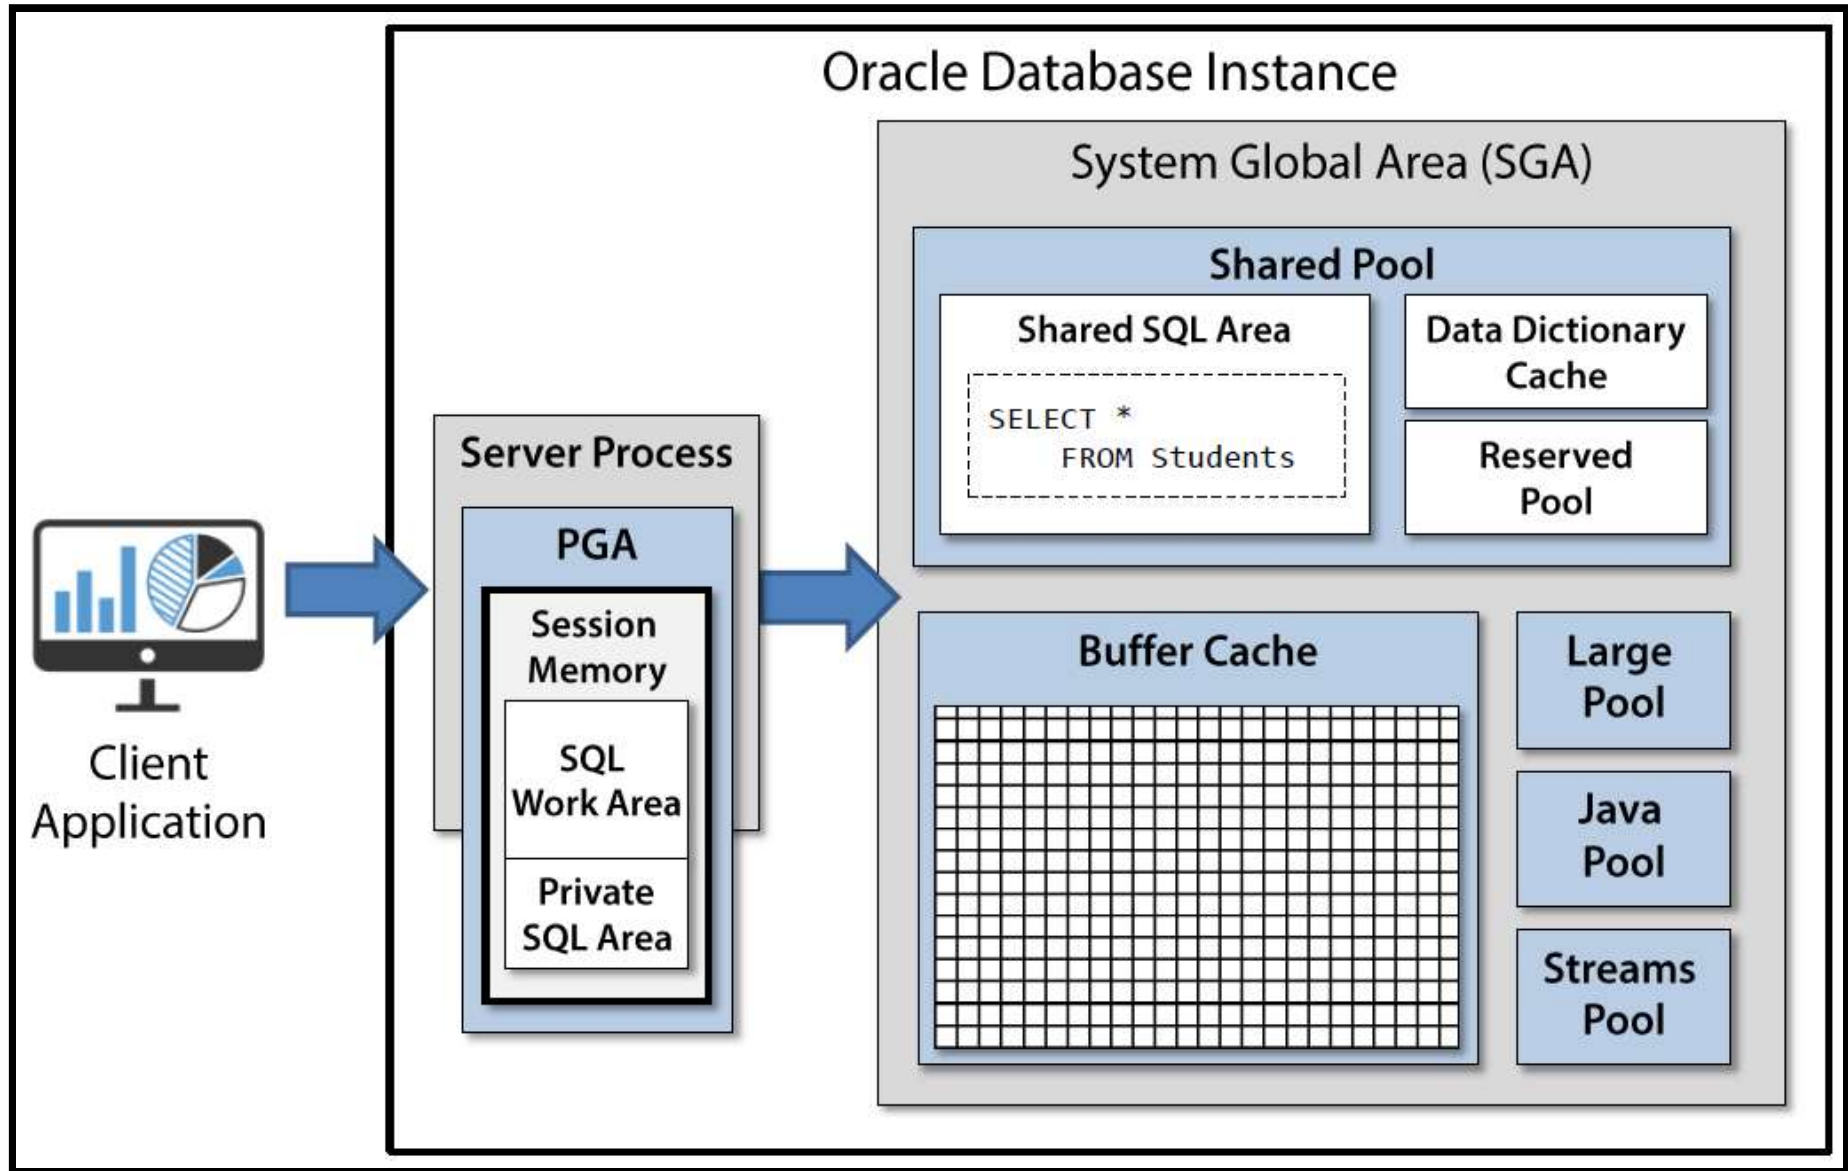 Oracle Database Instance
System Global Area (SGA)
Shared Pool
Shared SQL Area
SELECT *
FROM Students
Data Dictionary
Cache
Reserved
Pool
Server Process
PGA
Session
Memory
SQL
Work Area
Private
SQL Area
Client
Application
Buffer Cache
Large
Pool
Java
Pool
Streams
Pool